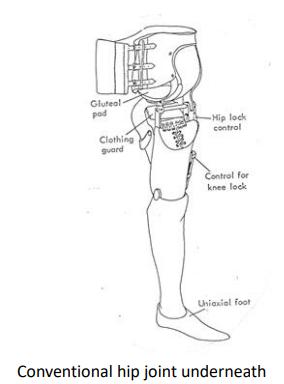 Gluteal
pad
Hip lock
control
Clothing
guard
Control for
knee lock
Uniaxial foot
Conventional hip joint underneath